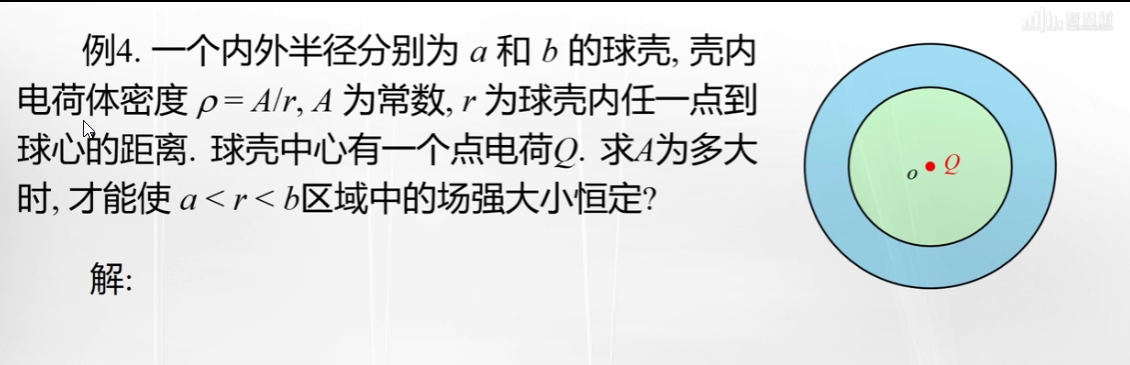 例4. 一个内外半径分别为 a 和 b 的球壳, 壳内
电荷体密度 ρ = A/r, A 为常数, r 为球壳内任一点到
球心的距离. 球壳中心有一个点电荷Q. 求A为多大
时, 才能使 a < r < b区域中的场强大小恒定?
解:
o Q